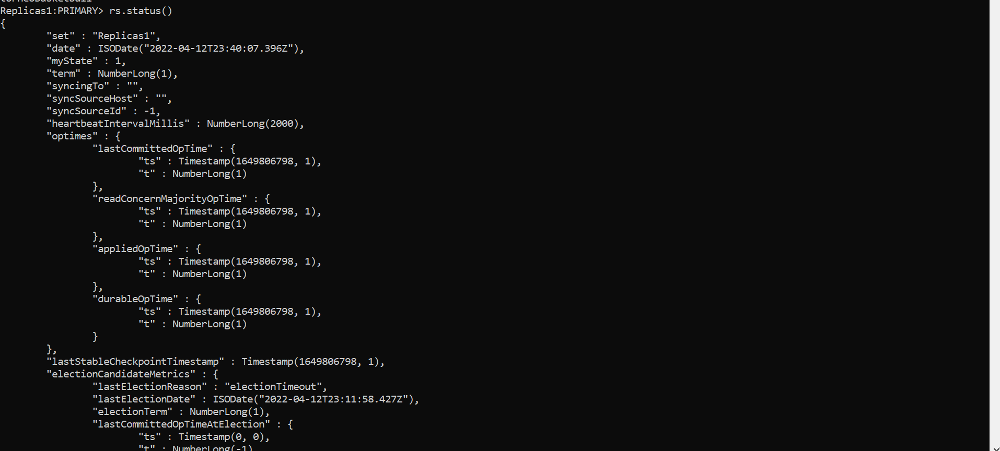 torneoBasketball
Replicas1:PRIMARY> rs.status()
{
        "set" : "Replicas1",
        "date" : ISODate("2022-04-12T23:40:07.396Z"),
        "myState" : 1,
        "term" : NumberLong(1),
        "syncingTo" : "",
        "syncSourceHost" : "",
        "syncSourceId" : -1,
        "heartbeatIntervalMillis" : NumberLong(2000),
        "optimes" : {
                "lastCommittedOpTime" : {
                        "ts" : Timestamp(1649806798, 1),
                        "t" : NumberLong(1)
                },
                "readConcernMajorityOpTime" : {
                        "ts" : Timestamp(1649806798, 1),
                        "t" : NumberLong(1)
                },
                "appliedOpTime" : {
                        "ts" : Timestamp(1649806798, 1),
                        "t" : NumberLong(1)
                },
                "durableOpTime" : {
                        "ts" : Timestamp(1649806798, 1),
                        "t" : NumberLong(1)
                }
        },
        "lastStableCheckpointTimestamp" : Timestamp(1649806798, 1),
        "electionCandidateMetrics" : {
                "lastElectionReason" : "electionTimeout",
                "lastElectionDate" : ISODate("2022-04-12T23:11:58.427Z"),
                "electionTerm" : NumberLong(1),
                "lastCommittedOpTimeAtElection" : {
                        "ts" : Timestamp(0, 0),
                        "t" : NumberLong(-1)